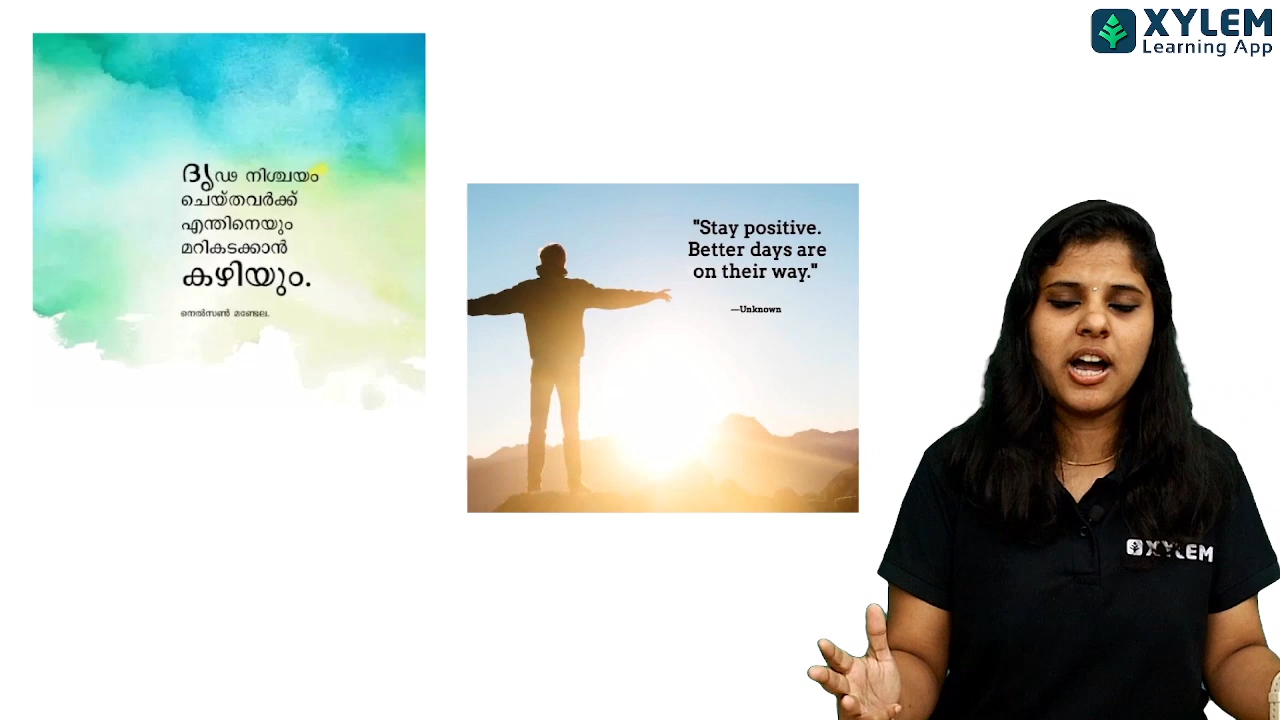 XYLEM
Learning App
ദൃഢ നിശ്ചയം
ചെയ്തവർക്ക്
എന്തിനെയും
മറികടക്കാൻ
കഴിയും.
നെൽസൺ മണ്ടേല.
"Stay positive.
Better days are
on their way."
—Unknown
XYLEM